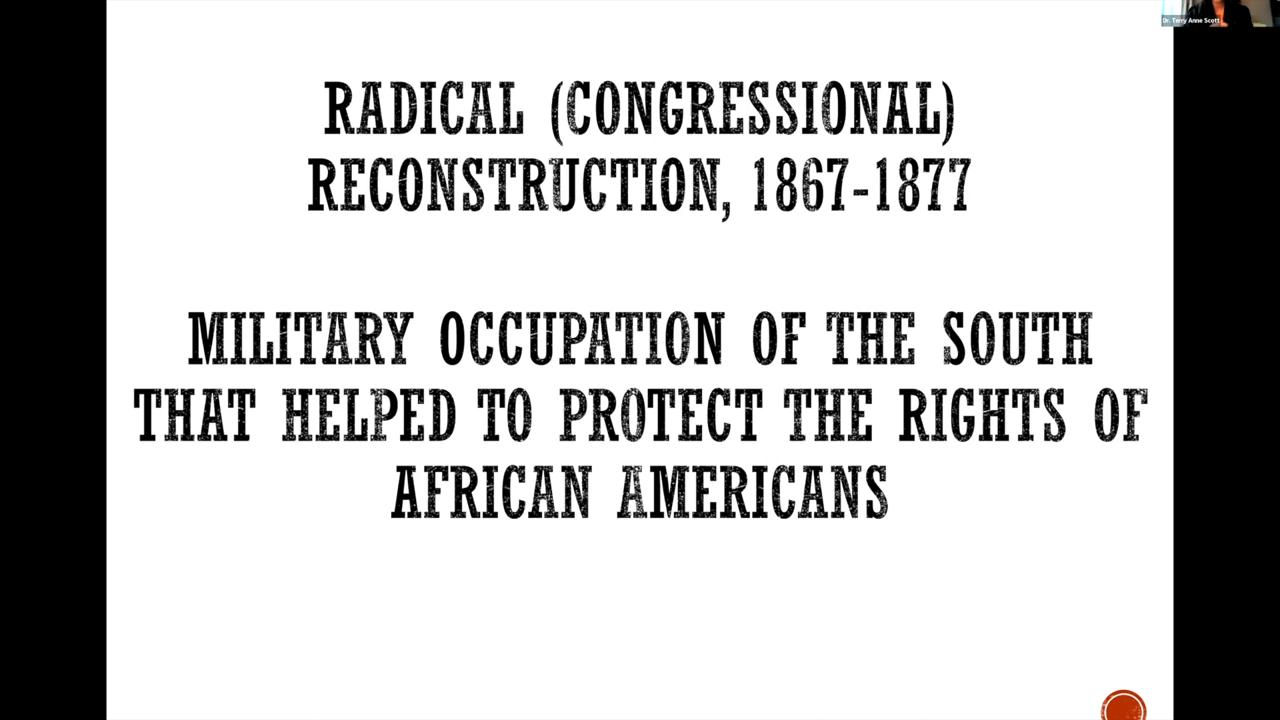 Dr. Terry Anne Scott
RADICAL (CONGRESSIONAL)
RECONSTRUCTION, 1867-1877
MILITARY OCCUPATION OF THE SOUTH
THAT HELPED TO PROTECT THE RIGHTS OF
AFRICAN AMERICANS